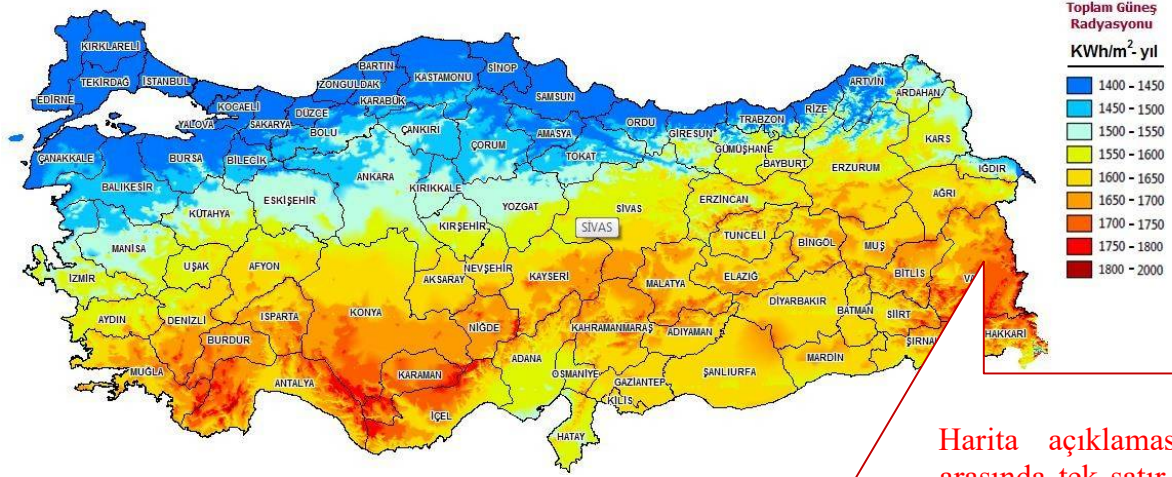 Toplam Güneş
Radyasyonu
KWh/m²- yıl
1400 - 1450
1450 - 1500
1500 - 1550
1550 - 1600
1600 - 1650
1650 - 1700
1700 - 1750
1750 - 1800
1800 - 2000
KIRKLARELİ
TEKİRDAĞ
İSTANBUL
EDİRNE
KOCAELİ
YALOVA
SAKARYA
DÜZCE
BOLU
ZONGULDAK
BARTIN
KARABÜK
KASTAMONU
SİNOP
SAMSUN
ÇANKIRI
ÇORUM
AMASYA
TOKAT
ORDU
GİRESUN
TRABZON
RİZE
ARTVİN
ARDAHAN
GÜMÜŞHANE
BAYBURT
ERZURUM
KARS
IĞDIR
AĞRI
ÇANAKKALE
BALIKESİR
BURSA
BİLECİK
KÜTAHYA
ESKİŞEHİR
ANKARA
KIRIKKALE
KIRŞEHİR
YOZGAT
SİVAS
SİVAS
ERZİNCAN
TUNCELİ
BİNGÖL
MUŞ
BİTLİS
MANİSA
İZMİR
UŞAK
AFYON
AKSARAY
NEVŞEHİR
KAYSERİ
MALATYA
ELAZIĞ
DİYARBAKIR
BATMAN
SİİRT
HAKKARİ
AYDIN
DENİZLİ
ISPARTA
BURDUR
KONYA
NİĞDE
KAHRAMANMARAŞ
ADIYAMAN
MARDİN
ŞIRNA
MUĞLA
ANTALYA
KARAMAN
İÇEL
ADANA
OSMANİYE
GAZİANTEP
KİLİS
ŞANLIURFA
HATAY
Harita açıklamas
arasında tek satır